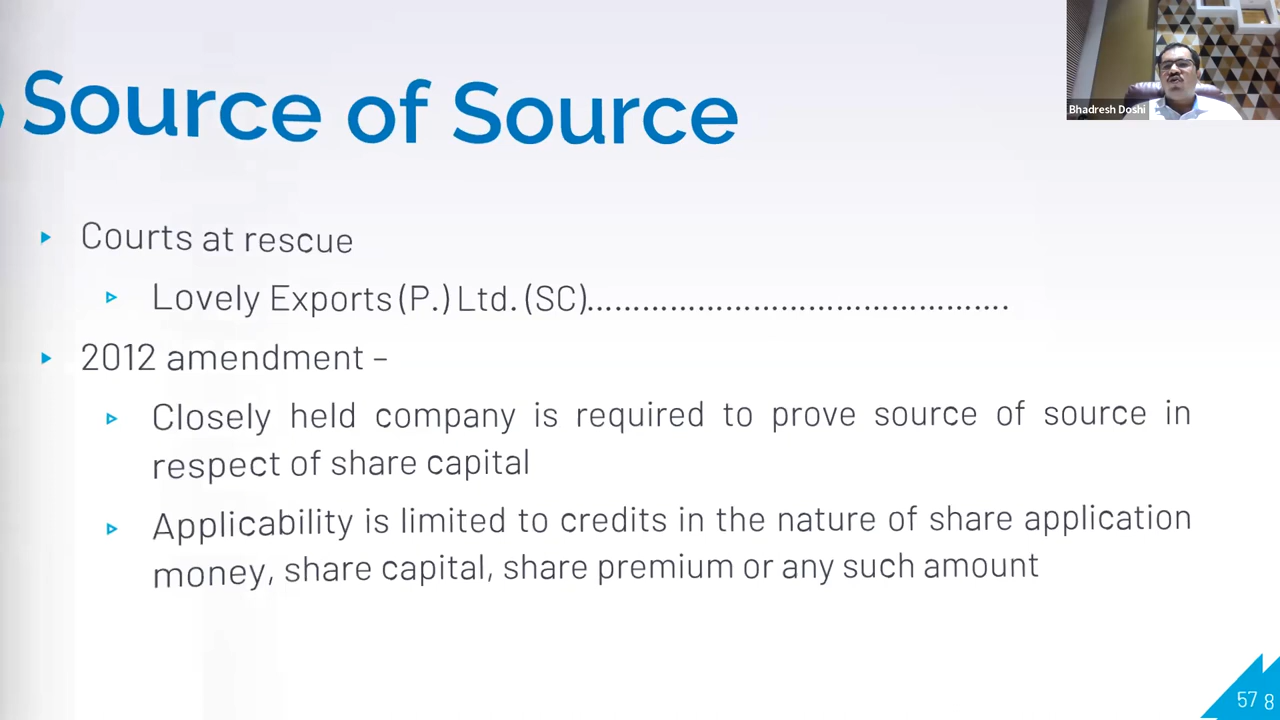 Source of Source
Bhadresh Doshi
Courts at rescue
Lovely Exports (P.) Ltd. (SC)..........................................
2012 amendment –
Closely held company is required to prove source of source in
respect of share capital
Applicability is limited to credits in the nature of share application
money, share capital, share premium or any such amount
57 8